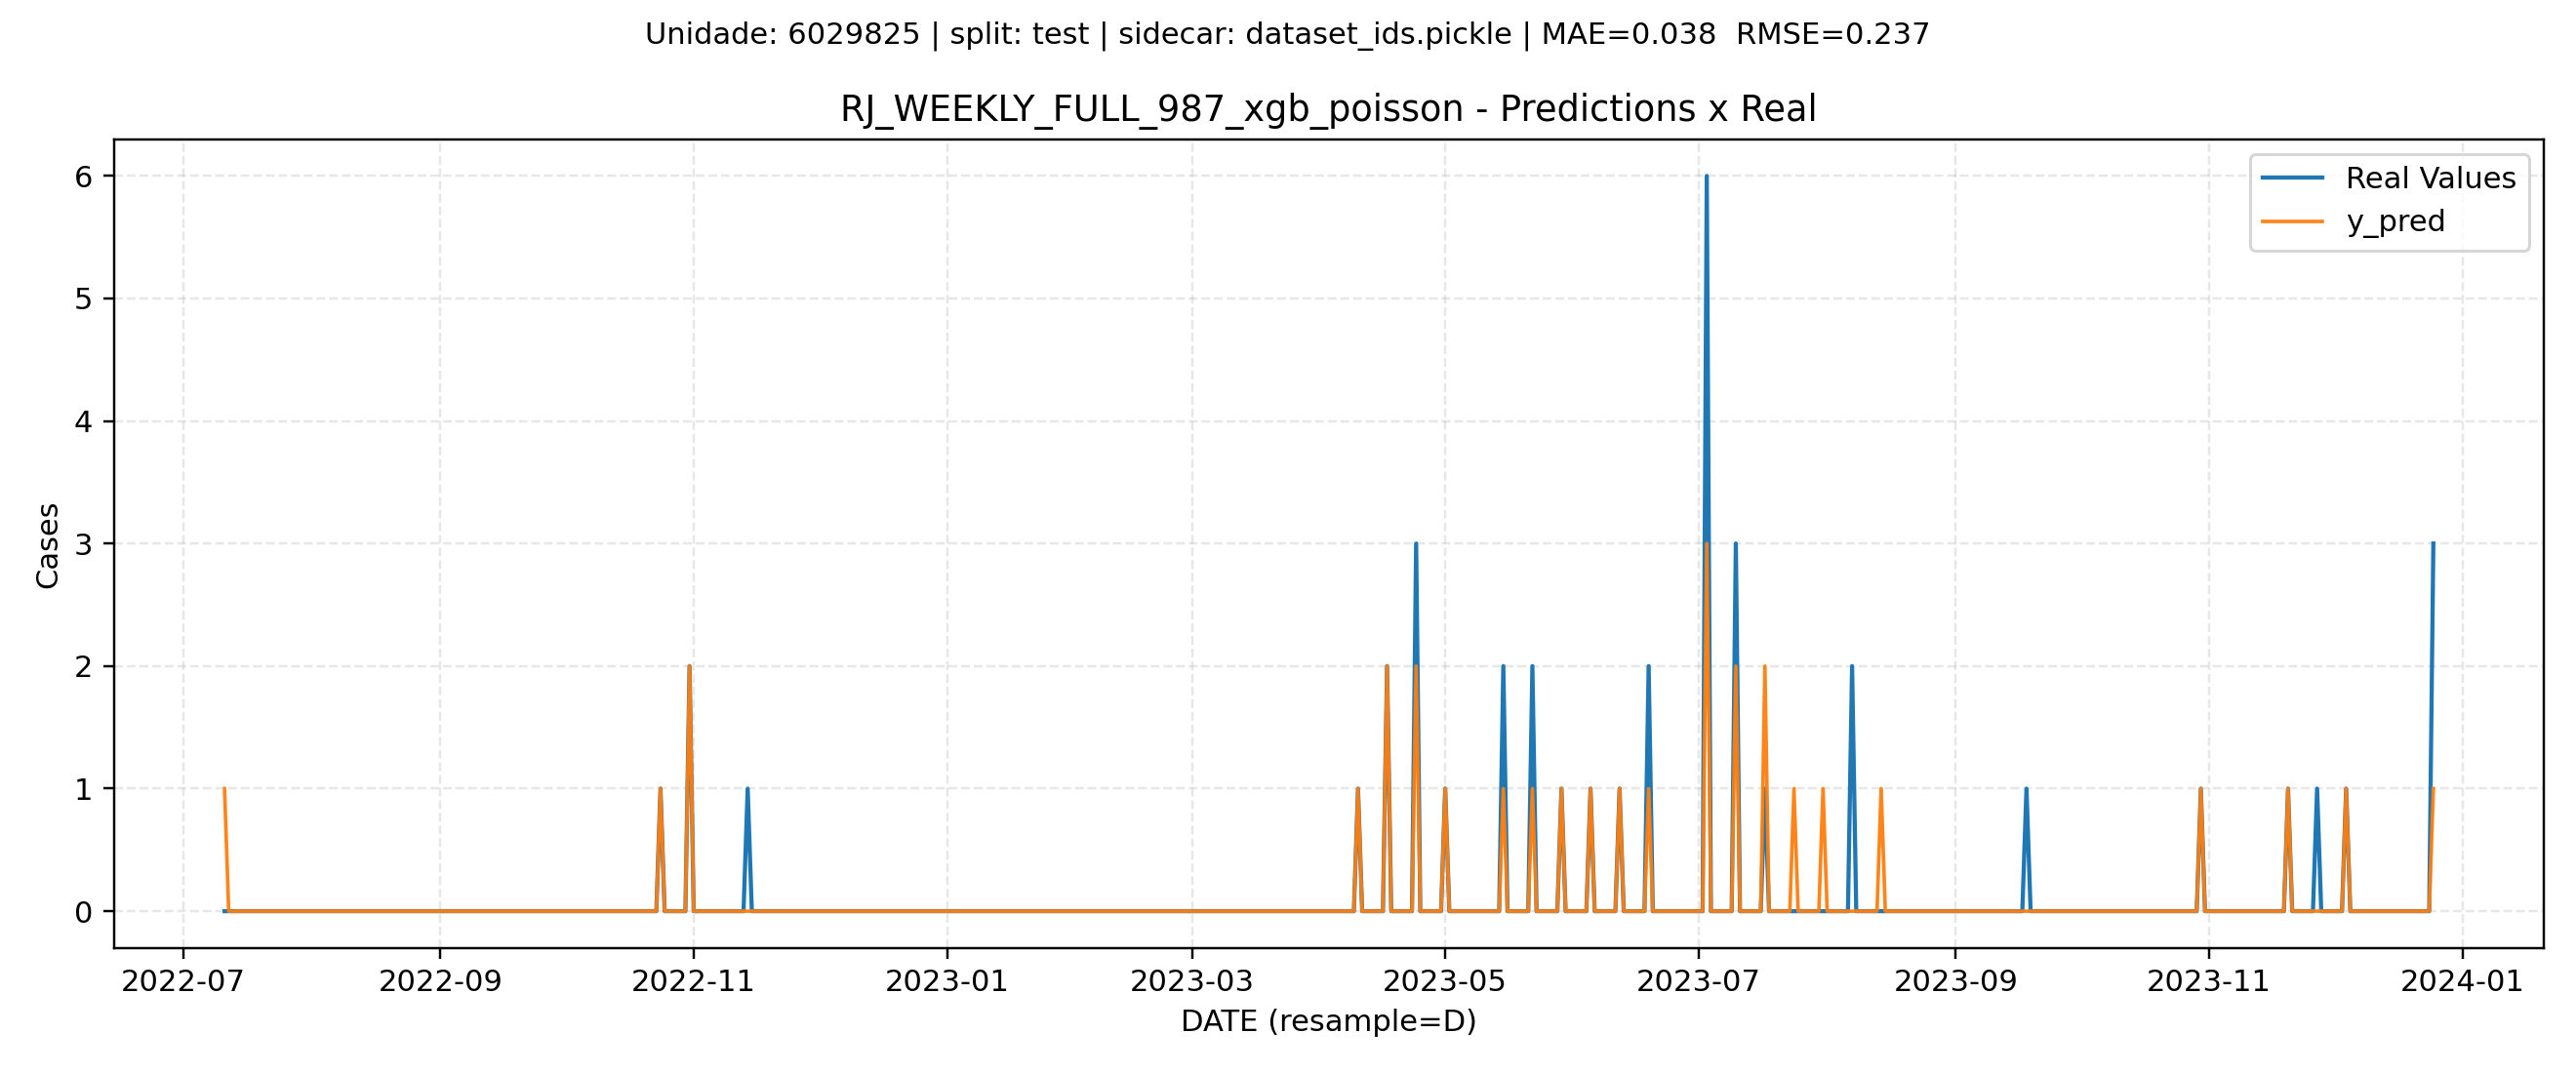 Unidade: 6029825 | split: test | sidecar: dataset_ids.pickle | MAE=0.038  RMSE=0.237
RJ_WEEKLY_FULL_987_xgb_poisson - Predictions x Real
Real Values
y_pred
Cases
6
5
4
3
2
1
0
2022-07 2022-09 2022-11 2023-01 2023-03 2023-05 2023-07 2023-09 2023-11 2024-01
DATE (resample=D)